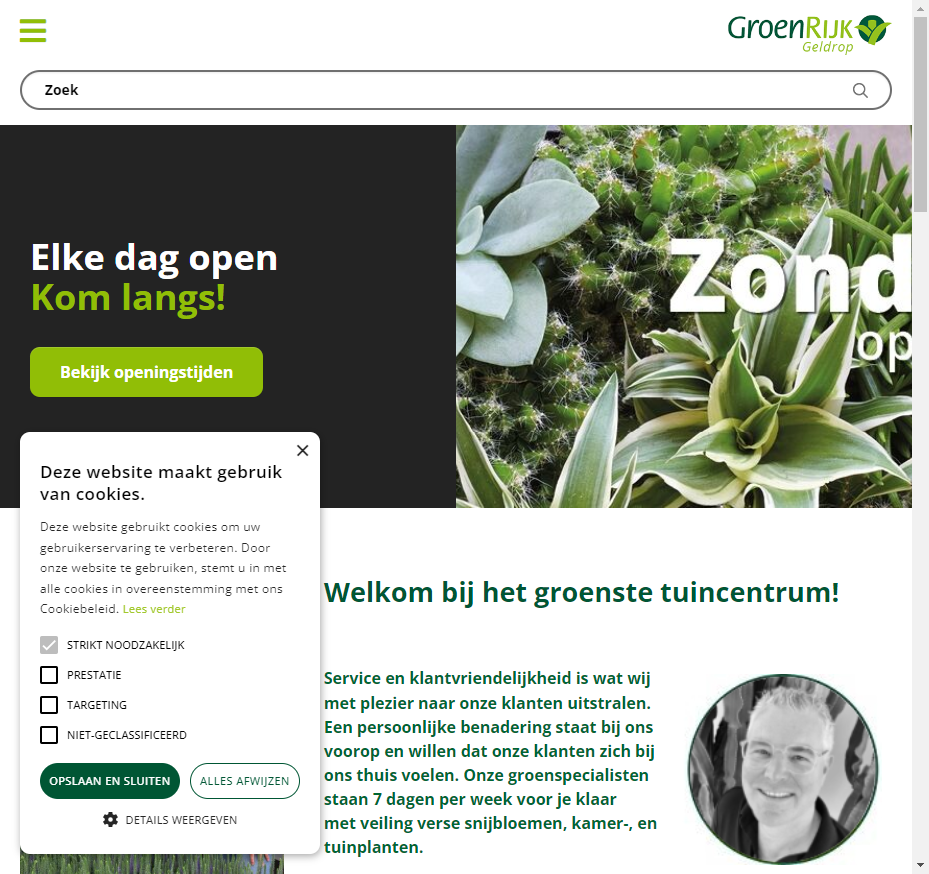 GroenRijk
Geldrop
Zoek
Elke dag open
Kom langs!
Bekijk openingstijden
Zond
op
Deze website maakt gebruik
van cookies.
Deze website gebruikt cookies om uw
gebruikerservaring te verbeteren. Door
onze website te gebruiken, stemt u in met
alle cookies in overeenstemming met ons
Cookiebeleid. Lees verder
STRIKT NOODZAKELIJK
PRESTATIE
TARGETING
NIET-GECLASSIFICEERD
OPSLAAN EN SLUITEN
ALLES AFWIJZEN
DETAILS WEERGEVEN
Welkom bij het groenste tuincentrum!
Service en klantvriendelijkheid is wat wij
met plezier naar onze klanten uitstralen.
Een persoonlijke benadering staat bij ons
voorop en willen dat onze klanten zich bij
ons thuis voelen. Onze groenspecialisten
staan 7 dagen per week voor je klaar
met veiling verse snijbloemen, kamer-, en
tuinplanten.